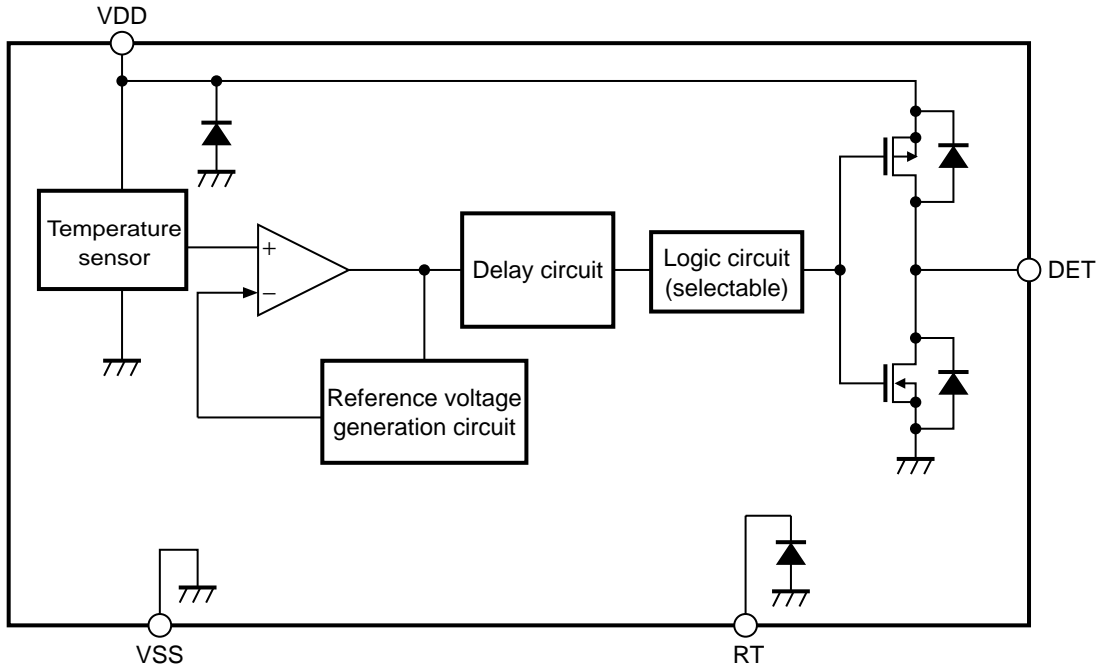 VDD
Temperature
sensor
+
−
Delay circuit
Logic circuit
(selectable)
DET
Reference voltage
generation circuit
VSS
RT